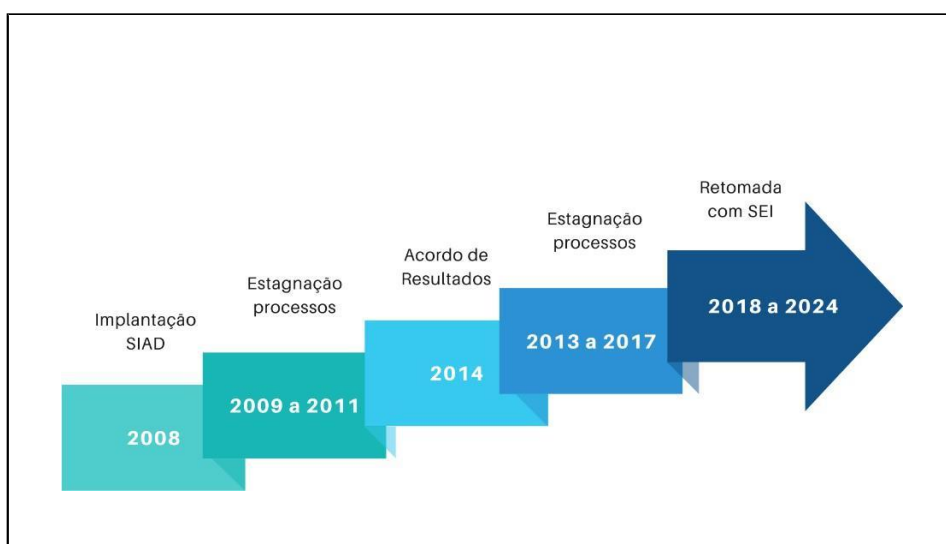 Implantação
SIAD
2008
Estagnação
processos
2009 a 2011
Acordo de
Resultados
2014
Estagnação
processos
2013 a 2017
Retomada
com SEI
2018 a 2024